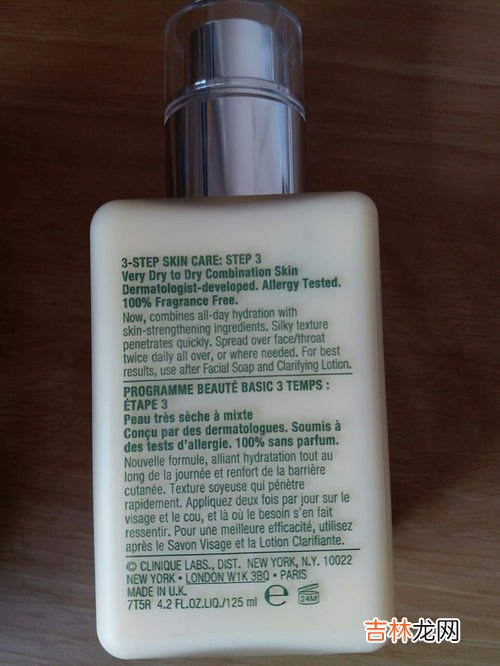 3-STEP SKIN CARE: STEP 3
Very Dry to Dry Combination Skin
Dermatologist-developed. Allergy Tested.
100% Fragrance Free.
Now, combines all-day hydration with
skin-strengthening ingredients. Silky texture
penetrates quickly. Spread over face/throat
twice daily all over, or where needed. For best
results, use after Facial Soap and Clarifying Lotion.
PROGRAMME BEAUTÉ BASIC 3 TEMPS :
ÉTAPE 3
Peau très sèche à mixte
Conçu par des dermatologues. Soumis à
des tests d'allergie. 100% sans parfum.
Nouvelle formule, alliant hydratation tout au
long de la journée et renfort de la barrière
cutanée. Texture soyeuse qui pénètre
rapidement. Appliquez deux fois par jour sur le
visage et le cou, et là où le besoin s'en fait
ressentir. Pour une meilleure efficacité, utilisez
après le Savon Visage et la Lotion Clarifiante.
© CLINIQUE LABS., DIST. NEW YORK, N.Y. 10022
NEW YORK • LONDON W1K 3BQ • PARIS
MADE IN U.K.
7T5R 4.2 FL.OZ.LIQ./125 ml e 24M
吉林龙网